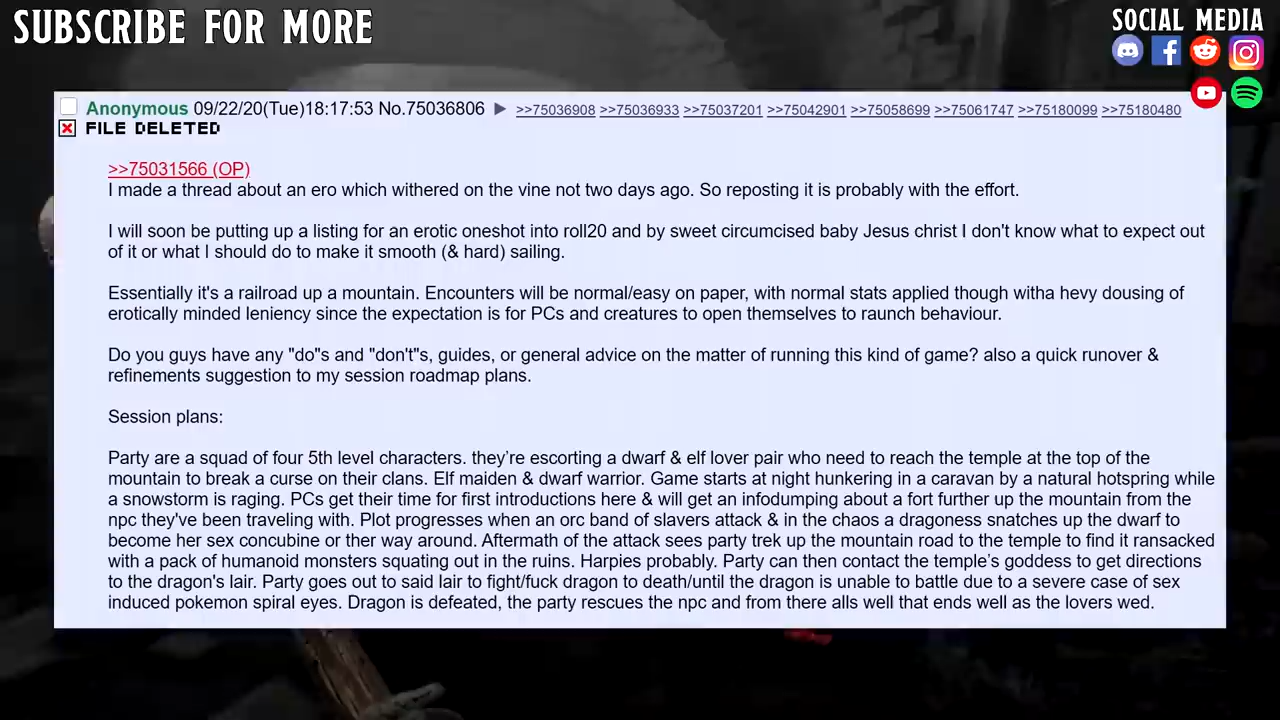 SUBSCRIBE FOR MORE
SOCIAL MEDIA
Anonymous 09/22/20(Tue)18:17:53 No.75036806 ▶ >>75036908 >>75036933 >>75037201 >>75042901 >>75058699 >>75061747 >>75180099 >>75180480
FILE DELETED
>>75031566 (OP)
I made a thread about an ero which withered on the vine not two days ago. So reposting it is probably with the effort.
I will soon be putting up a listing for an erotic oneshot into roll20 and by sweet circumcised baby Jesus christ I don't know what to expect out
of it or what I should do to make it smooth (& hard) sailing.
Essentially it's a railroad up a mountain. Encounters will be normal/easy on paper, with normal stats applied though witha hevy dousing of
erotically minded leniency since the expectation is for PCs and creatures to open themselves to raunch behaviour.
Do you guys have any "do"s and "don't"s, guides, or general advice on the matter of running this kind of game? also a quick runover &
refinements suggestion to my session roadmap plans.
Session plans:
Party are a squad of four 5th level characters. they’re escorting a dwarf & elf lover pair who need to reach the temple at the top of the
mountain to break a curse on their clans. Elf maiden & dwarf warrior. Game starts at night hunkering in a caravan by a natural hotspring while
a snowstorm is raging. PCs get their time for first introductions here & will get an infodumping about a fort further up the mountain from the
npc they've been traveling with. Plot progresses when an orc band of slavers attack & in the chaos a dragoness snatches up the dwarf to
become her sex concubine or ther way around. Aftermath of the attack sees party trek up the mountain road to the temple to find it ransacked
with a pack of humanoid monsters squating out in the ruins. Harpies probably. Party can then contact the temple’s goddess to get directions
to the dragon's lair. Party goes out to said lair to fight/fuck dragon to death/until the dragon is unable to battle due to a severe case of sex
induced pokemon spiral eyes. Dragon is defeated, the party rescues the npc and from there alls well that ends well as the lovers wed.